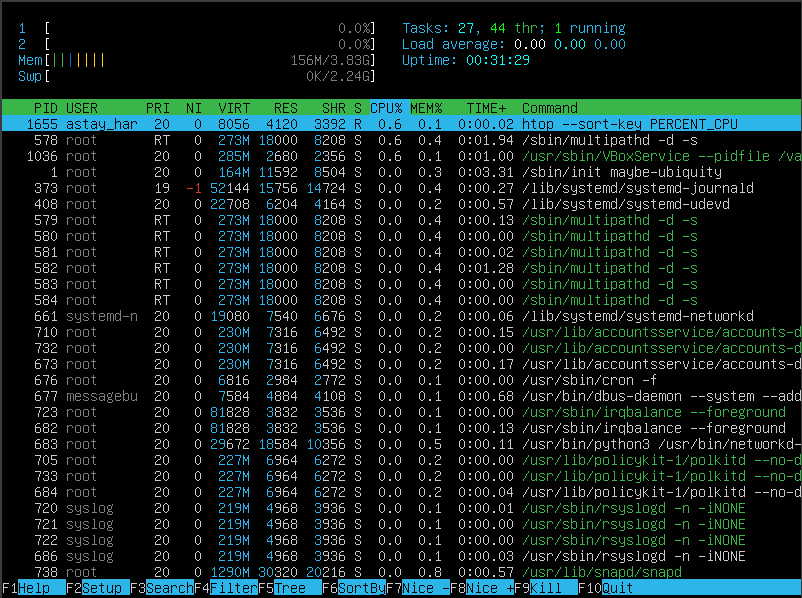 1 [ 0.0%] Tasks: 27, 44 thr; 1 running
2 [ 0.0%] Load average: 0.00 0.00 0.00
Mem[||||||| 156M/3.83G] Uptime: 00:31:29
Swp[ 0K/2.24G]
PID USER PRI NI VIRT RES SHR S CPU% MEM% TIME+ Command
1655 astay_har 20 0 8056 4120 3392 R 0.6 0.1 0:00.02 htop --sort-key PERCENT_CPU
578 root RT 0 273M 18000 8208 S 0.6 0.4 0:01.94 /sbin/multipathd -d -s
1036 root 20 0 285M 2680 2356 S 0.6 0.1 0:01.00 /usr/sbin/VBoxService --pidfile /va
1 root 20 0 164M 11592 8504 S 0.0 0.3 0:03.31 /sbin/init maybe-ubiquity
373 root 19 -1 52144 15756 14724 S 0.0 0.4 0:00.27 /lib/systemd/systemd-journald
408 root 20 0 22708 6204 4164 S 0.0 0.2 0:00.57 /lib/systemd/systemd-udevd
579 root RT 0 273M 18000 8208 S 0.0 0.4 0:00.13 /sbin/multipathd -d -s
580 root RT 0 273M 18000 8208 S 0.0 0.4 0:00.00 /sbin/multipathd -d -s
581 root RT 0 273M 18000 8208 S 0.0 0.4 0:00.02 /sbin/multipathd -d -s
582 root RT 0 273M 18000 8208 S 0.0 0.4 0:01.28 /sbin/multipathd -d -s
583 root RT 0 273M 18000 8208 S 0.0 0.4 0:00.00 /sbin/multipathd -d -s
584 root RT 0 273M 18000 8208 S 0.0 0.4 0:00.00 /sbin/multipathd -d -s
661 systemd-n 20 0 19080 7540 6676 S 0.0 0.2 0:00.06 /lib/systemd/systemd-networkd
710 root 20 0 230M 7316 6492 S 0.0 0.2 0:00.15 /usr/lib/accountsservice/accounts-d
732 root 20 0 230M 7316 6492 S 0.0 0.2 0:00.00 /usr/lib/accountsservice/accounts-d
673 root 20 0 230M 7316 6492 S 0.0 0.2 0:00.17 /usr/lib/accountsservice/accounts-d
676 root 20 0 6816 2984 2772 S 0.0 0.1 0:00.00 /usr/sbin/cron -f
677 messagebu 20 0 7584 4884 4108 S 0.0 0.1 0:00.68 /usr/bin/dbus-daemon --system --add
723 root 20 0 81828 3832 3536 S 0.0 0.1 0:00.00 /usr/sbin/irqbalance --foreground
682 root 20 0 81828 3832 3536 S 0.0 0.1 0:00.13 /usr/sbin/irqbalance --foreground
683 root 20 0 29672 18584 10356 S 0.0 0.5 0:00.11 /usr/bin/python3 /usr/bin/networkd-
705 root 20 0 227M 6964 6272 S 0.0 0.2 0:00.00 /usr/lib/policykit-1/polkitd --no-d
733 root 20 0 227M 6964 6272 S 0.0 0.2 0:00.00 /usr/lib/policykit-1/polkitd --no-d
684 root 20 0 227M 6964 6272 S 0.0 0.2 0:00.04 /usr/lib/policykit-1/polkitd --no-d
720 syslog 20 0 219M 4968 3936 S 0.0 0.1 0:00.01 /usr/sbin/rsyslogd -n -iNONE
721 syslog 20 0 219M 4968 3936 S 0.0 0.1 0:00.00 /usr/sbin/rsyslogd -n -iNONE
722 syslog 20 0 219M 4968 3936 S 0.0 0.1 0:00.00 /usr/sbin/rsyslogd -n -iNONE
686 syslog 20 0 219M 4968 3936 S 0.0 0.1 0:00.03 /usr/sbin/rsyslogd -n -iNONE
738 root 20 0 1290M 30320 20216 S 0.0 0.8 0:00.57 /usr/lib/snapd/snapd
F1Help F2Setup F3SearchF4FilterF5Tree F6SortByF7Nice -F8Nice +F9Kill F10Quit